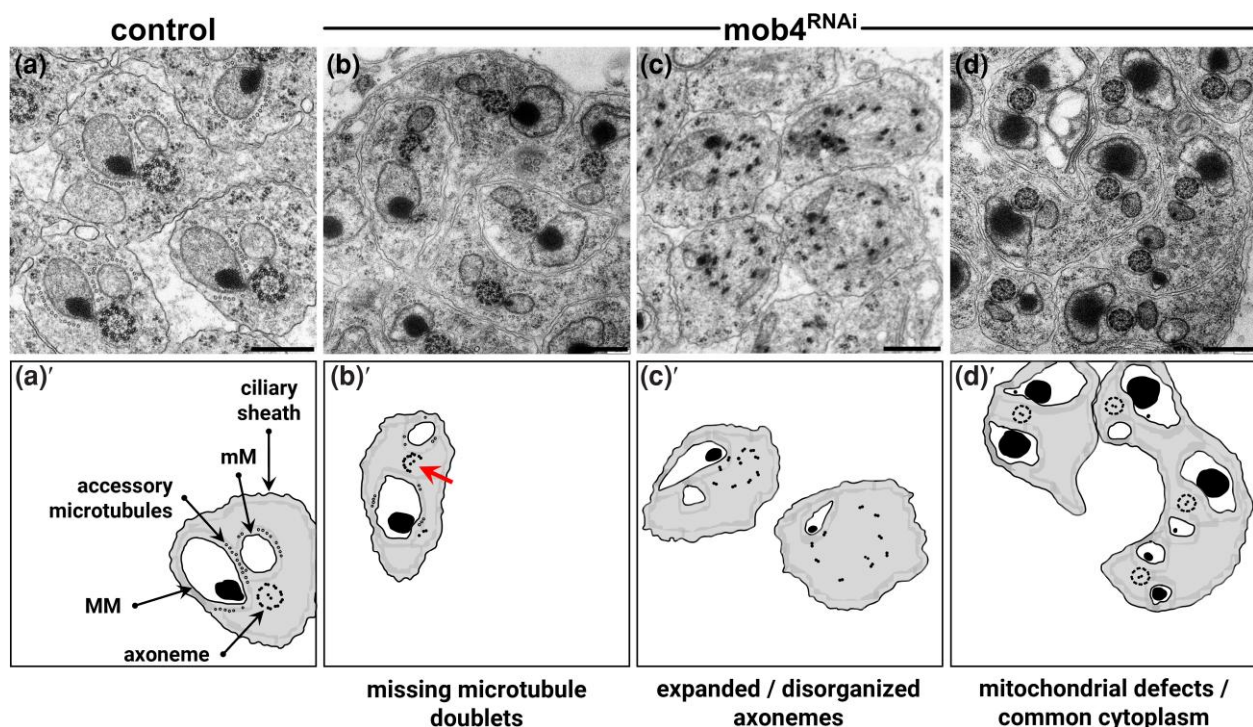 control
mob4RNAi
(a)
(b)
(c)
(d)
(a)′
(b)′
(c)′
(d)′
ciliary
sheath
mM
accessory
microtubules
MM
axoneme
missing microtubule
doublets
expanded / disorganized
axonemes
mitochondrial defects /
common cytoplasm